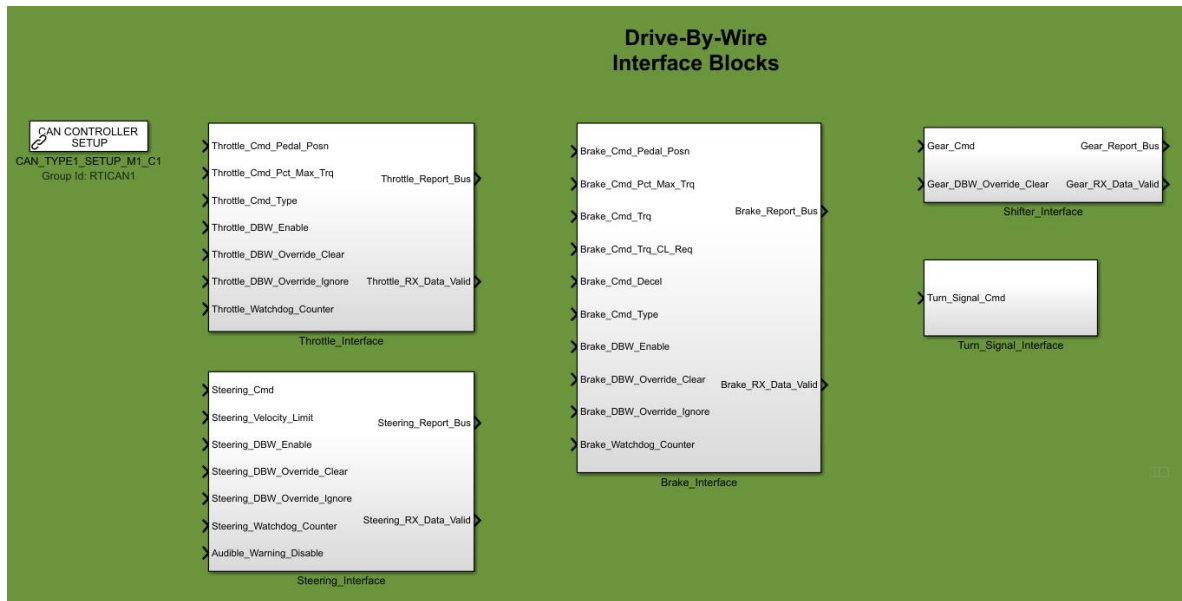 Drive-By-Wire
Interface Blocks
CAN CONTROLLER
SETUP
CAN_TYPE1_SETUP_M1_C1
Group Id: RTICAN1
Throttle_Cmd_Pedal_Posn
Throttle_Cmd_Pct_Max_Trq
Throttle_Cmd_Type
Throttle_DBW_Enable
Throttle_DBW_Override_Clear
Throttle_DBW_Override_Ignore
Throttle_Watchdog_Counter
Throttle_Report_Bus
Throttle_RX_Data_Valid
Throttle_Interface
Steering_Cmd
Steering_Velocity_Limit
Steering_DBW_Enable
Steering_DBW_Override_Clear
Steering_DBW_Override_Ignore
Steering_Watchdog_Counter
Audible_Warning_Disable
Steering_Report_Bus
Steering_RX_Data_Valid
Steering_Interface
Brake_Cmd_Pedal_Posn
Brake_Cmd_Pct_Max_Trq
Brake_Cmd_Trq
Brake_Cmd_Trq_CL_Req
Brake_Cmd_Decel
Brake_Cmd_Type
Brake_DBW_Enable
Brake_DBW_Override_Clear
Brake_DBW_Override_Ignore
Brake_Watchdog_Counter
Brake_Report_Bus
Brake_RX_Data_Valid
Brake_Interface
Gear_Cmd
Gear_DBW_Override_Clear
Gear_Report_Bus
Gear_RX_Data_Valid
Shifter_Interface
Turn_Signal_Cmd
Turn_Signal_Interface